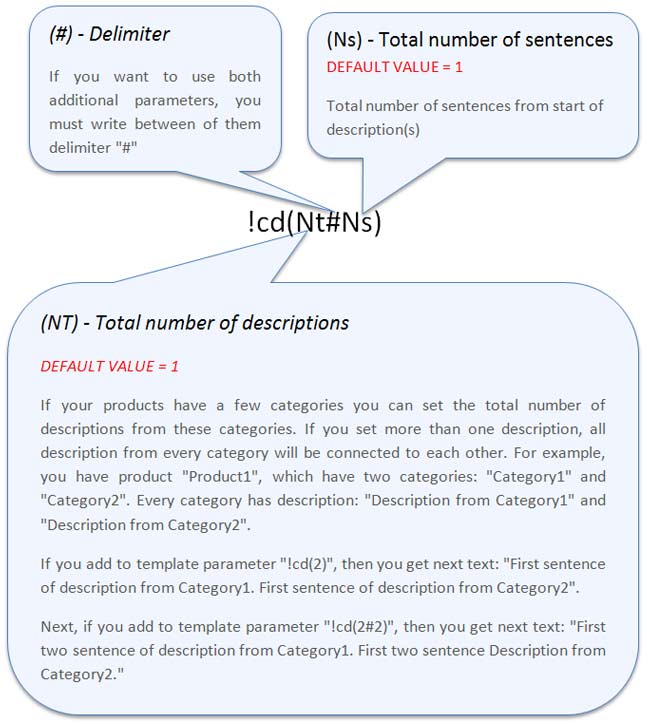 (#) - Delimiter
If you want to use both
additional parameters, you
must write between of them
delimiter "#"
(Ns) - Total number of sentences
DEFAULT VALUE = 1
Total number of sentences from start of
description(s)
!cd(Nt#Ns)
(NT) - Total number of descriptions
DEFAULT VALUE = 1
If your products have a few categories you can set the total number of
descriptions from these categories. If you set more than one description, all
description from every category will be connected to each other. For example,
you have product "Product1", which have two categories: "Category1" and
"Category2". Every category has description: "Description from Category1" and
"Description from Category2".
If you add to template parameter "!cd(2)", then you get next text: "First sentence
of description from Category1. First sentence of description from Category2".
Next, if you add to template parameter "!cd(2#2)", then you get next text: "First
two sentence of description from Category1. First two sentence Description from
Category2."